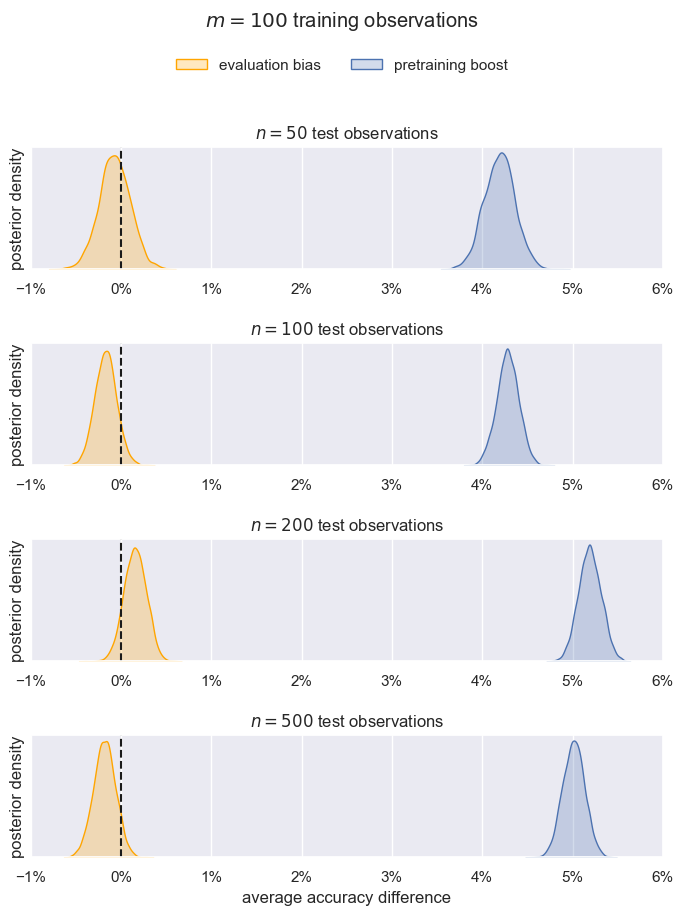 m = 100 training observations
evaluation bias pretraining boost
n = 50 test observations
posterior density
−1% 0% 1% 2% 3% 4% 5% 6%
n = 100 test observations
posterior density
−1% 0% 1% 2% 3% 4% 5% 6%
n = 200 test observations
posterior density
−1% 0% 1% 2% 3% 4% 5% 6%
n = 500 test observations
posterior density
−1% 0% 1% 2% 3% 4% 5% 6%
average accuracy difference